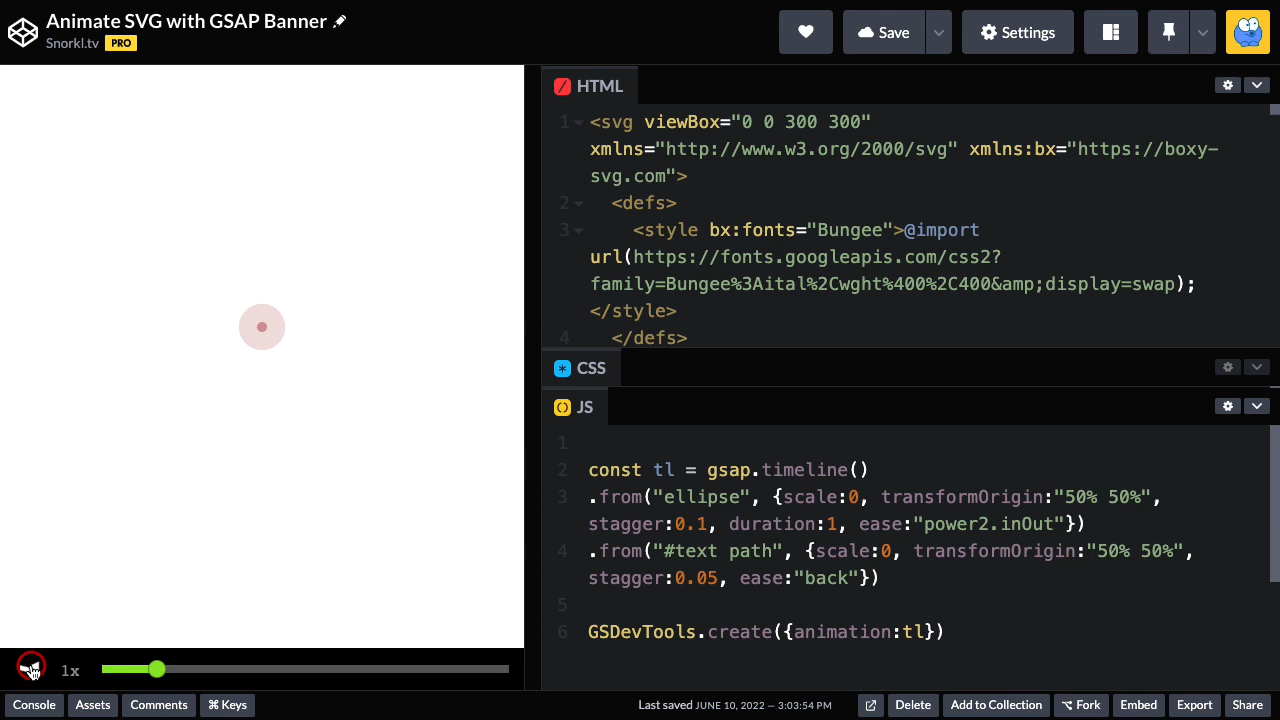 Animate SVG with GSAP Banner
Snorkl.tv PRO
Save
Settings
HTML
1 <svg viewBox="0 0 300 300"
xmlns="http://www.w3.org/2000/svg" xmlns:bx="https://boxy-
svg.com">
2 <defs>
3 <style bx:fonts="Bungee">@import
url(https://fonts.googleapis.com/css2?
family=Bungee%3Aital%2Cwght%400%2C400&amp;display=swap);
</style>
4 </defs>
CSS
JS
1
2 const tl = gsap.timeline()
3 .from("ellipse", {scale:0, transformOrigin:"50% 50%",
stagger:0.1, duration:1, ease:"power2.inOut"})
4 .from("#text path", {scale:0, transformOrigin:"50% 50%",
stagger:0.05, ease:"back"})
5
6 GSDevTools.create({animation:tl})
1x
Console Assets Comments ⌘ Keys
Last saved JUNE 10, 2022 — 3:03:54 PM
Delete Add to Collection ⌥ Fork Embed Export Share